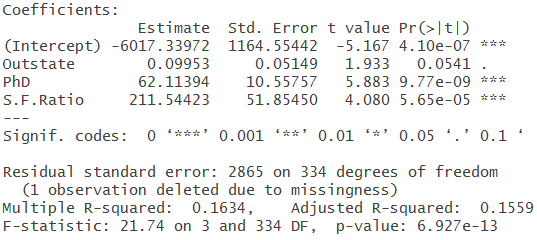 Coefficients:
Estimate Std. Error t value Pr(>|t|)
(Intercept) -6017.33972 1164.55442 -5.167 4.10e-07 ***
Outstate 0.09953 0.05149 1.933 0.0541 .
PhD 62.11394 10.55757 5.883 9.77e-09 ***
S.F.Ratio 211.54423 51.85450 4.080 5.65e-05 ***
---
Signif. codes: 0 ‘***’ 0.001 ‘**’ 0.01 ‘*’ 0.05 ‘.’ 0.1 ‘
Residual standard error: 2865 on 334 degrees of freedom
(1 observation deleted due to missingness)
Multiple R-squared: 0.1634, Adjusted R-squared: 0.1559
F-statistic: 21.74 on 3 and 334 DF, p-value: 6.927e-13